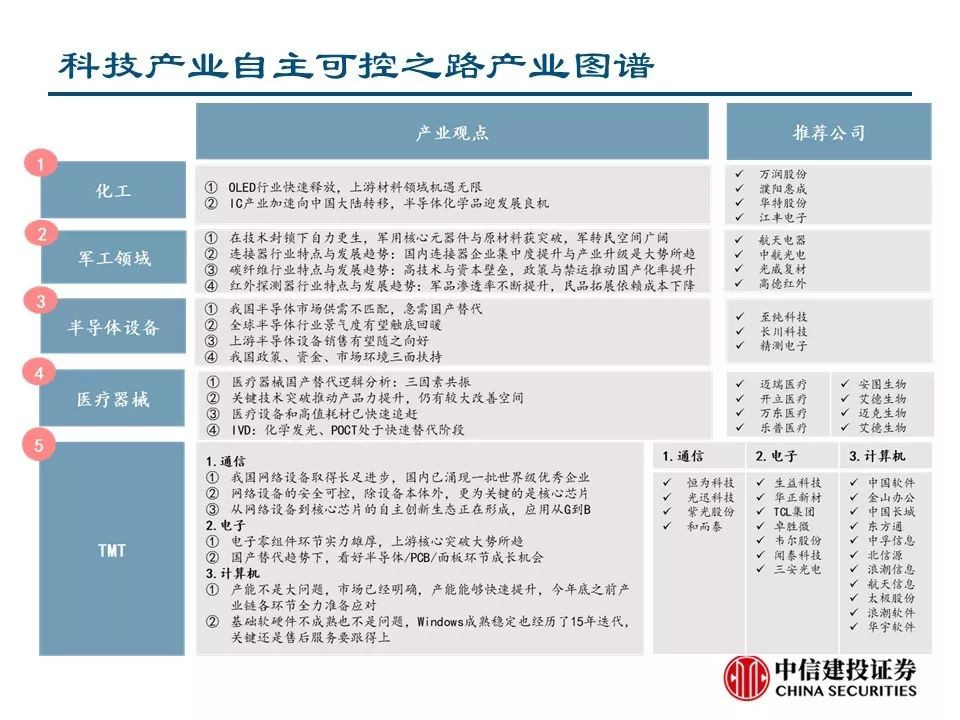 科技产业自主可控之路产业图谱
产业观点
推荐公司
1
化工
① OLED行业快速释放，上游材料领域机遇无限
② IC产业加速向中国大陆转移，半导体化学品迎发展良机
✓ 万润股份
✓ 濮阳惠成
✓ 华特股份
✓ 江丰电子
2
军工领域
① 在技术封锁下自力更生，军用核心元器件与原材料获突破，军转民空间广阔
② 连接器行业特点与发展趋势：国内连接器企业集中度提升与产业升级是大势所趋
③ 碳纤维行业特点与发展趋势：高技术与资本壁垒，政策与禁运推动国产化率提升
④ 红外探测器行业特点与发展趋势：军品渗透率不断提升，民品拓展依赖成本下降
✓ 航天电器
✓ 中航光电
✓ 光威复材
✓ 高德红外
3
半导体设备
① 我国半导体市场供需不匹配，急需国产替代
② 全球半导体行业景气度有望触底回暖
③ 上游半导体设备销售有望随之向好
④ 我国政策、资金、市场环境三面扶持
✓ 至纯科技
✓ 长川科技
✓ 精测电子
4
医疗器械
① 医疗器械国产替代逻辑分析：三因素共振
② 关键技术突破推动产品力提升，仍有较大改善空间
③ 医疗设备和高值耗材已快速追赶
④ IVD：化学发光、POCT处于快速替代阶段
✓ 迈瑞医疗
✓ 开立医疗
✓ 万东医疗
✓ 乐普医疗
✓ 安图生物
✓ 艾德生物
✓ 迈克生物
✓ 艾德生物
5
TMT
1.通信
① 我国网络设备取得长足进步，国内已涌现一批世界级优秀企业
② 网络设备的安全可控，除设备本体外，更为关键的是核心芯片
③ 从网络设备到核心芯片的自主创新生态正在形成，应用从G到B
2.电子
① 电子零组件环节实力雄厚，上游核心突破大势所趋
② 国产替代趋势下，看好半导体/PCB/面板环节成长机会
3.计算机
① 产能不是大问题，市场已经明确，产能能够快速提升，今年底之前产
业链各环节全力准备应对
② 基础软硬件不成熟也不是问题，Windows成熟稳定也经历了15年迭代，
关键还是售后服务要跟得上
1.通信
✓ 恒为科技
✓ 光迅科技
✓ 紫光股份
✓ 和而泰
2.电子
✓ 生益科技
✓ 华正新材
✓ TCL集团
✓ 卓胜微
✓ 韦尔股份
✓ 闻泰科技
✓ 三安光电
3.计算机
✓ 中国软件
✓ 金山办公
✓ 中国长城
✓ 东方通
✓ 中孚信息
✓ 北信源
✓ 浪潮信息
✓ 航天信息
✓ 太极股份
✓ 浪潮软件
✓ 华宇软件
中信建投证券
CHINA SECURITIES